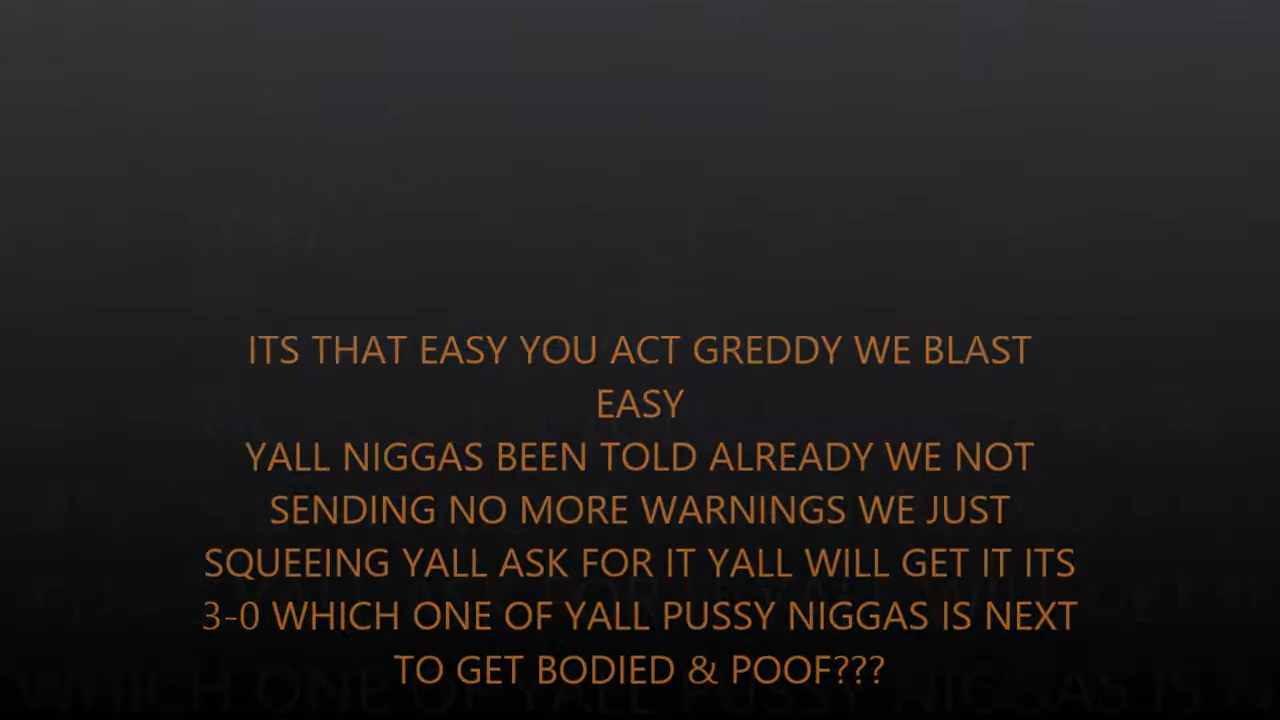 ITS THAT EASY YOU ACT GREDDY WE BLAST
EASY
YALL NIGGAS BEEN TOLD ALREADY WE NOT
SENDING NO MORE WARNINGS WE JUST
SQUEEING YALL ASK FOR IT YALL WILL GET IT ITS
3-0 WHICH ONE OF YALL PUSSY NIGGAS IS NEXT
TO GET BODIED & POOF???